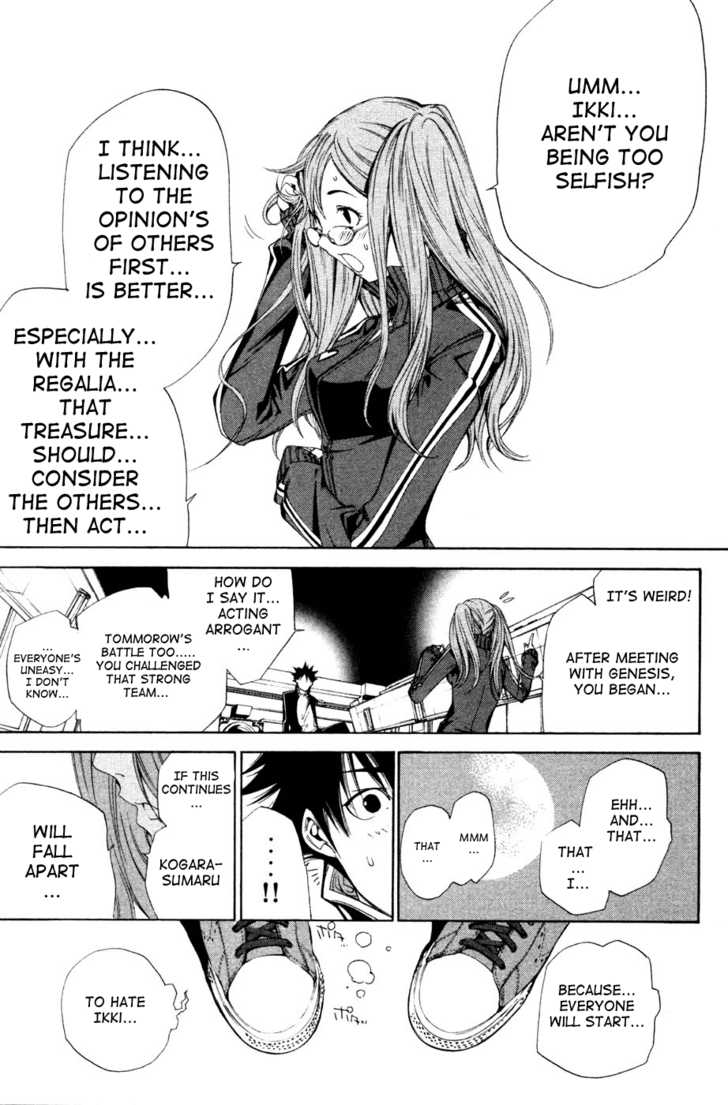 UMM...
IKKI...
AREN'T YOU
BEING TOO
SELFISH?
I THINK...
LISTENING
TO THE
OPINION'S
OF OTHERS
FIRST...
IS BETTER...
ESPECIALLY...
WITH THE
REGALIA...
THAT
TREASURE...
SHOULD...
CONSIDER
THE OTHERS...
THEN ACT...
IT'S WEIRD!
AFTER MEETING
WITH GENESIS,
YOU BEGAN...
HOW DO
I SAY IT...
ACTING
ARROGANT
...
TOMMOROW'S
BATTLE TOO.....
YOU CHALLENGED
THAT STRONG
TEAM...
...
EVERYONE'S
UNEASY...
I DON'T
KNOW...
EHH...
AND...
THAT...
THAT
...
I...
MMM
...
THAT
...
.....!!
IF THIS
CONTINUES
...
KOGARA-
SUMARU
WILL
FALL
APART
...
BECAUSE...
EVERYONE
WILL START...
ポタ
ポタ...
TO HATE
IKKI...